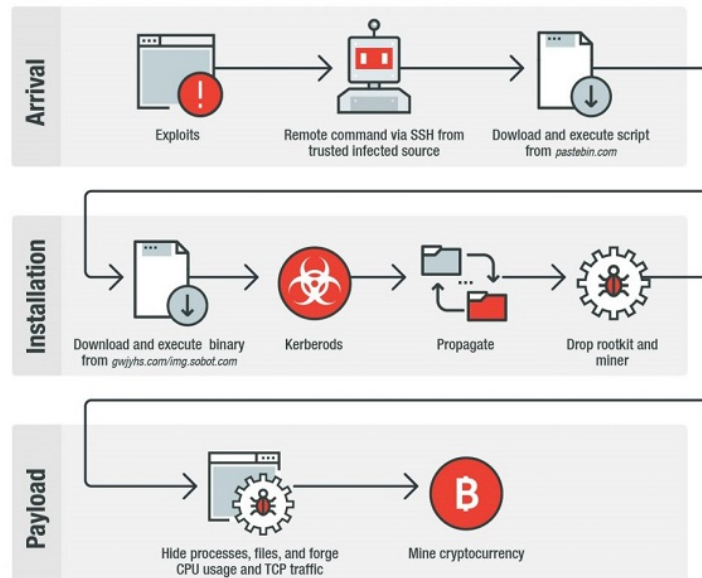 Arrival
Exploits
Remote command via SSH from
trusted infected source
Dowload and execute script
from pastebin.com
Installation
Download and execute binary
from gwjyhs.com/img.sobot.com
Kerberods
Propagate
Drop rootkit and
miner
Payload
Hide processes, files, and forge
CPU usage and TCP traffic
Mine cryptocurrency